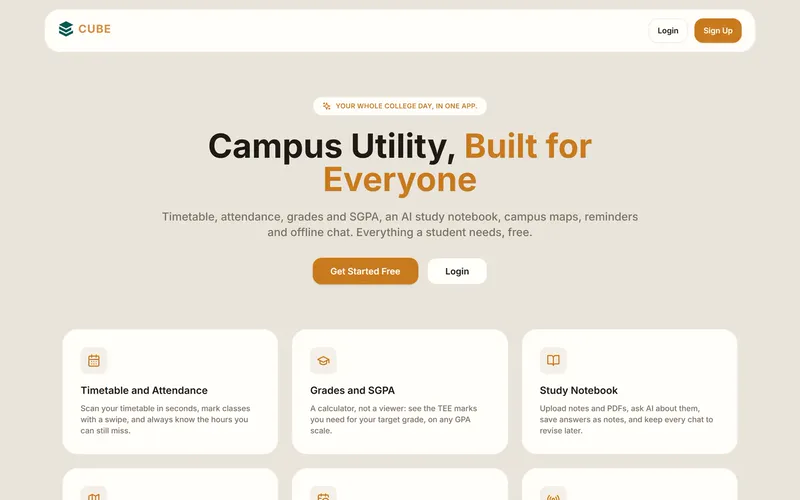 CUBE
Login
Sign Up
YOUR WHOLE COLLEGE DAY, IN ONE APP.
Campus Utility, Built for
Everyone
Timetable, attendance, grades and SGPA, an AI study notebook, campus maps, reminders
and offline chat. Everything a student needs, free.
Get Started Free
Login
Timetable and Attendance
Scan your timetable in seconds, mark classes
with a swipe, and always know the hours you
can still miss.
Grades and SGPA
A calculator, not a viewer: see the TEE marks
you need for your target grade, on any GPA
scale.
Study Notebook
Upload notes and PDFs, ask AI about them,
save answers as notes, and keep every chat to
revise later.